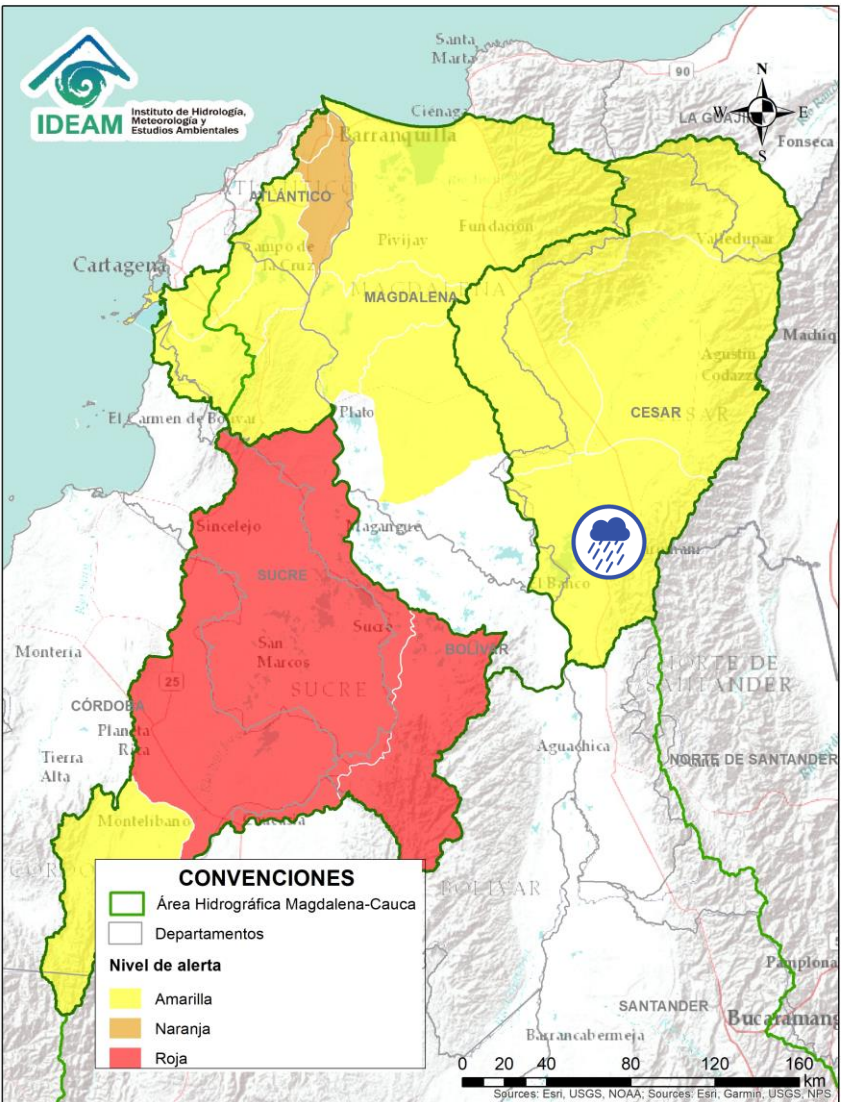 Santa
Marta
90
N
W
E
S
IDEAM
Instituto de Hidrología,
Meteorología y
Estudios Ambientales
Ciénaga
LA GUAJIRA
Barranquilla
Fonseca
ATLÁNTICO
ATLÁNTICO
Campo de
la Cruz
Pivijay
Fundación
Valledupar
Cartagena
MAGDALENA
MAGDALENA
Agustín
Codazzi
CESAR
CESAR
El Carmen de Bolívar
Plato
Sincelejo
Magangue
SUCRE
El Banco
Montería
San
Marcos
Sucre
BOLÍVAR
SUCRE
25
CÓRDOBA
Planeta
Rica
NORTE DE
SANTANDER
Tierra
Alta
Aguachica
NORTE DE SANTANDER
Montelíbano
BOLÍVAR
CONVENCIONES
Área Hidrográfica Magdalena-Cauca
Departamentos
Nivel de alerta
Amarilla
Naranja
Roja
Pamplona
SANTANDER
Barrancabermeja
0 20 40 80 120 160
km
Sources: Esri, USGS, NOAA; Sources: Esri, Garmin, USGS, NPS